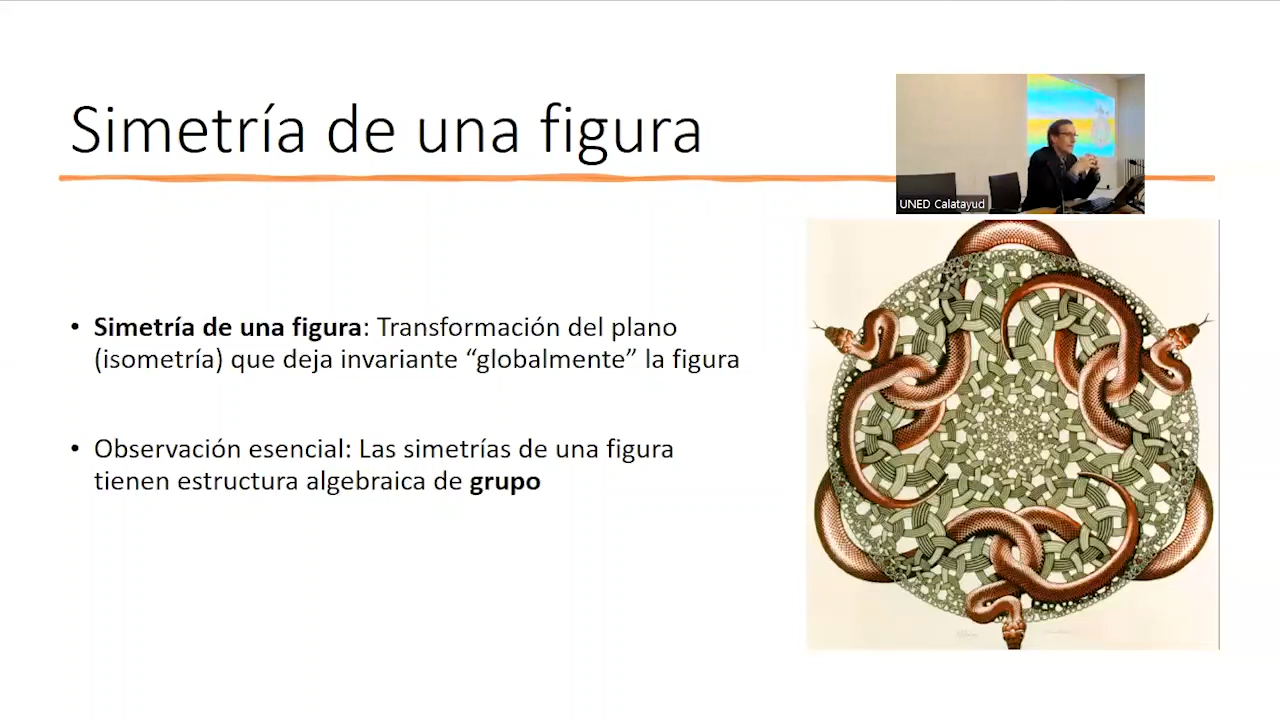 Simetría de una figura
UNED Calatayud
• Simetría de una figura: Transformación del plano
(isometría) que deja invariante “globalmente” la figura
• Observación esencial: Las simetrías de una figura
tienen estructura algebraica de grupo